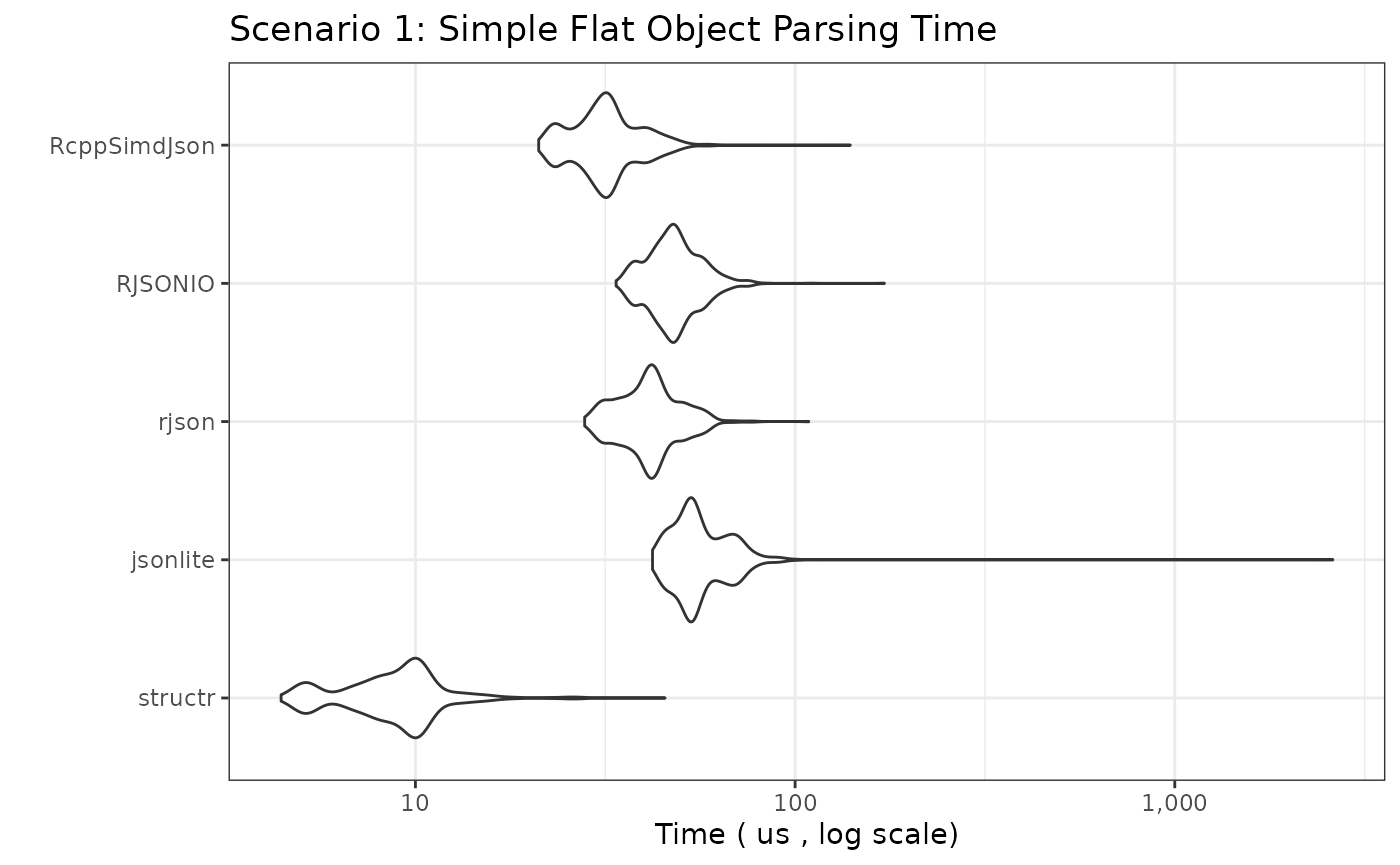 Scenario 1: Simple Flat Object Parsing Time
RcppSimdJson
RJSONIO
rjson
jsonlite
structr
10 100 1,000
Time ( us , log scale)